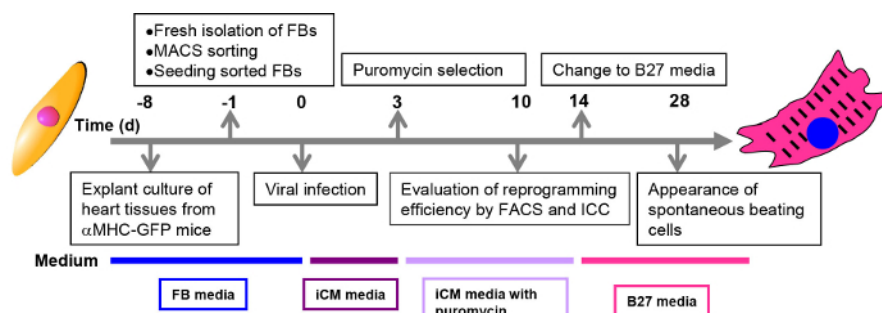 ●Fresh isolation of FBs
●MACS sorting
●Seeding sorted FBs
Puromycin selection
Change to B27 media
-8 -1 0 3 10 14 28
Time (d)
Explant culture of
heart tissues from
αMHC-GFP mice
Viral infection
Evaluation of reprogramming
efficiency by FACS and ICC
Appearance of
spontaneous beating
cells
Medium
FB media
iCM media
iCM media with
puromycin
B27 media